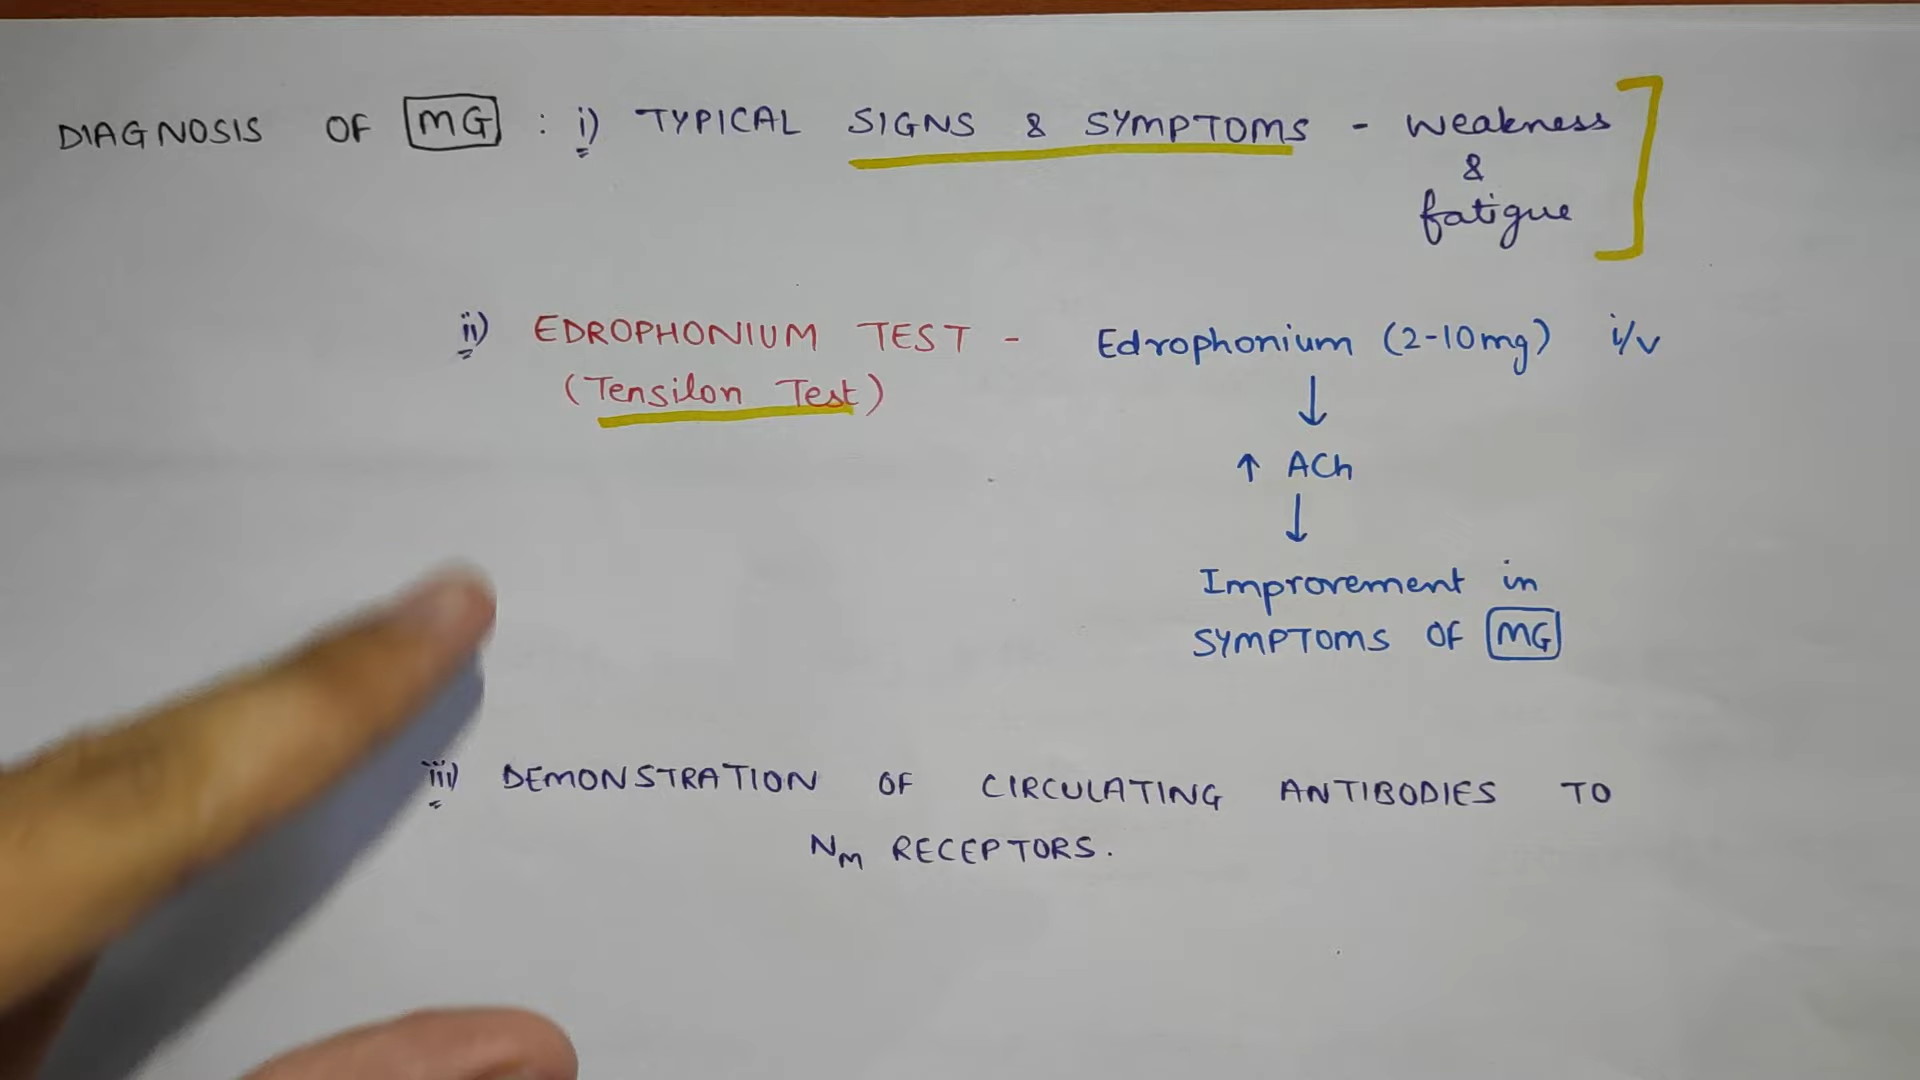 DIAGNOSIS OF MG : i) TYPICAL SIGNS & SYMPTOMS - Weakness
&
fatigue
ii) EDROPHONIUM TEST - Edrophonium (2-10mg) i/v
(Tensilon Test)
↓
↑ ACh
↓
Improvement in
SYMPTOMS OF MG
iii) DEMONSTRATION OF CIRCULATING ANTIBODIES TO
NM RECEPTORS.